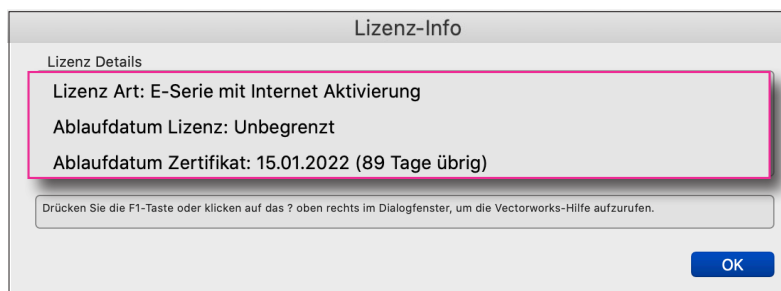 Lizenz-Info
Lizenz Details
Lizenz Art: E-Serie mit Internet Aktivierung
Ablaufdatum Lizenz: Unbegrenzt
Ablaufdatum Zertifikat: 15.01.2022 (89 Tage übrig)
Drücken Sie die F1-Taste oder klicken auf das ? oben rechts im Dialogfenster, um die Vectorworks-Hilfe aufzurufen.
OK